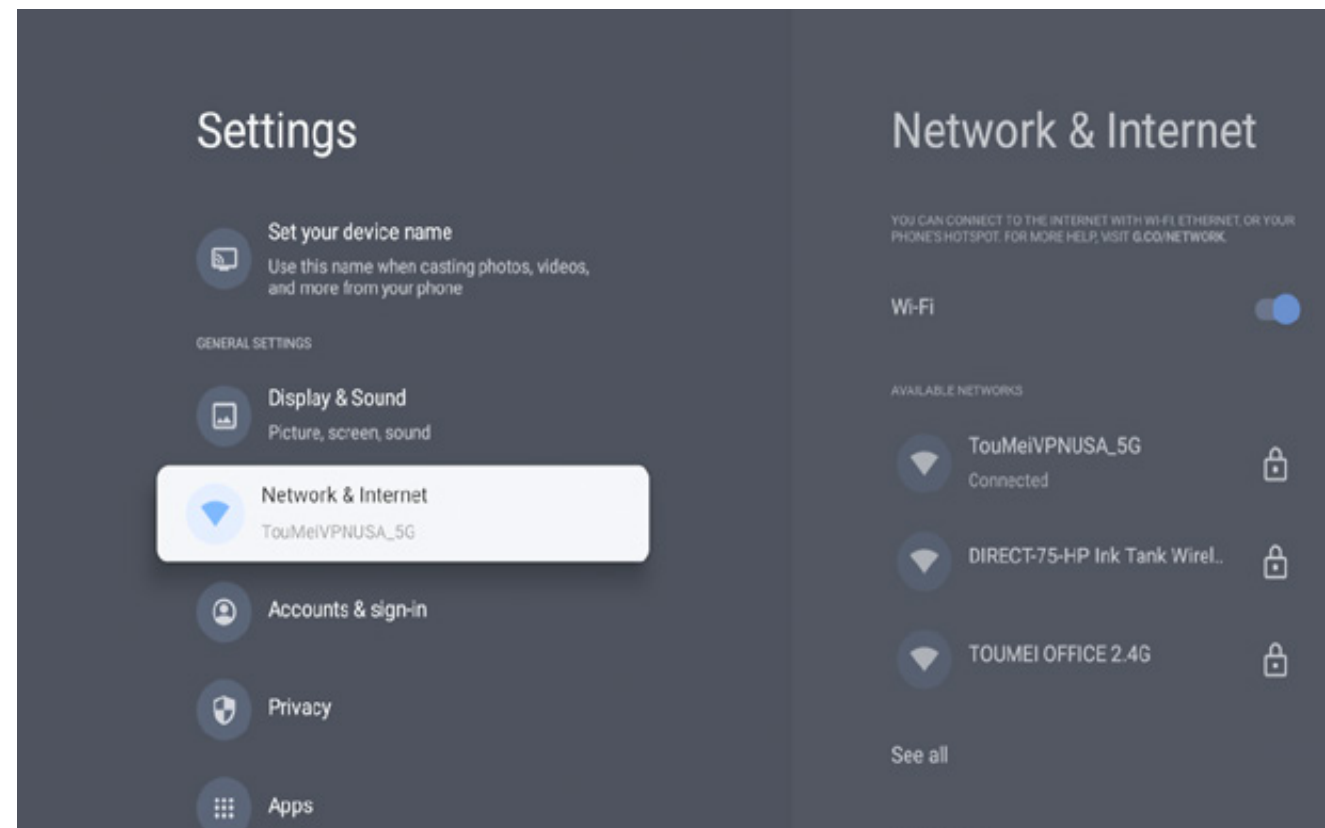 Settings
Set your device name
Use this name when casting photos, videos,
and more from your phone
GENERAL SETTINGS
Display & Sound
Picture, screen, sound
Network & Internet
TouMeiVPNUSA_5G
Accounts & sign-in
Privacy
Apps
Network & Internet
YOU CAN CONNECT TO THE INTERNET WITH WI-FI, ETHERNET, OR YOUR
PHONE'S HOTSPOT. FOR MORE HELP, VISIT G.CO/NETWORK.
Wi-Fi
AVAILABLE NETWORKS
TouMeiVPNUSA_5G
Connected
DIRECT-75-HP Ink Tank Wirel..
TOUMEI OFFICE 2.4G
See all